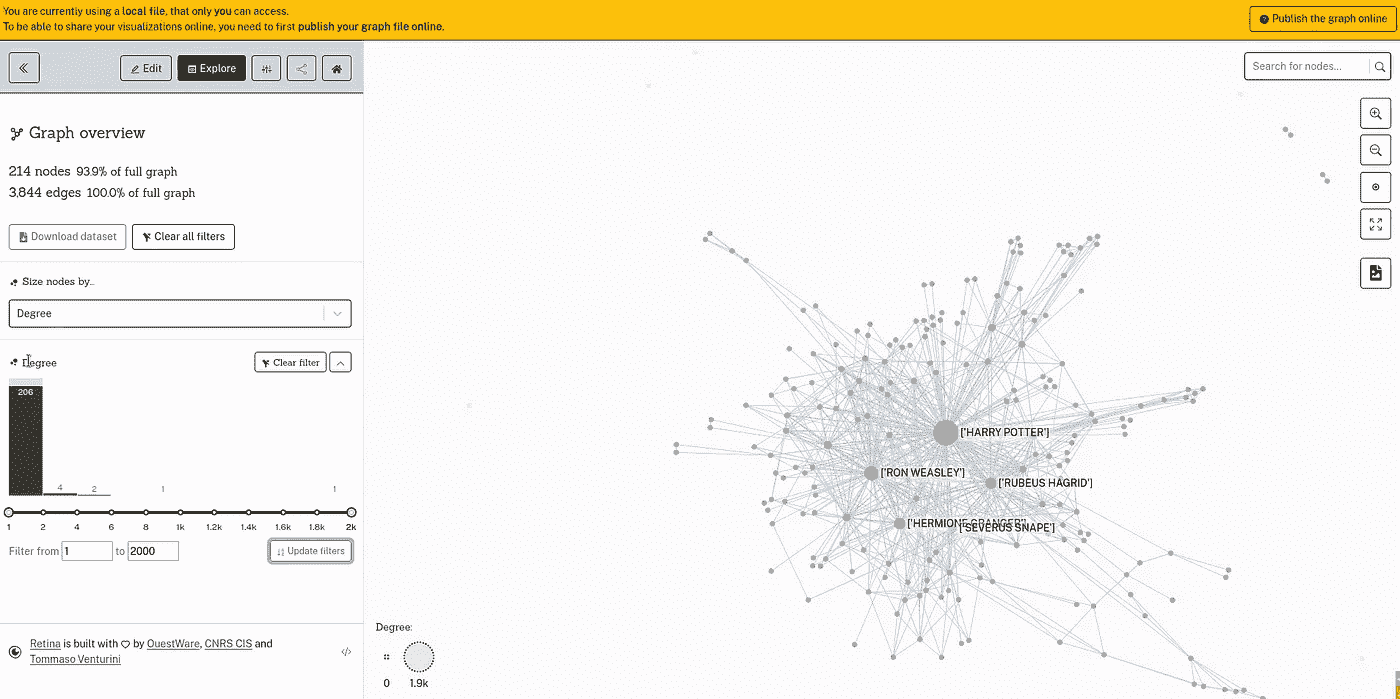 You are currently using a local file, that only you can access.
To be able to share your visualizations online, you need to first publish your graph file online.
Publish the graph online
Edit
Explore
Search for nodes...
Graph overview
214 nodes 93.9% of full graph
3,844 edges 100.0% of full graph
Download dataset
Clear all filters
Size nodes by...
Degree
Degree
Clear filter
206
4
2
1
1
1 2 4 6 8 1k 1.2k 1.4k 1.6k 1.8k 2k
Filter from 1 to 2000
Update filters
['HARRY POTTER']
['RON WEASLEY']
['RUBEUS HAGRID']
['HERMIONE GRANGER']
['SEVERUS SNAPE']
Degree:
0 1.9k
Retina is built with ♡ by OuestWare, CNRS CIS and
Tommaso Venturini